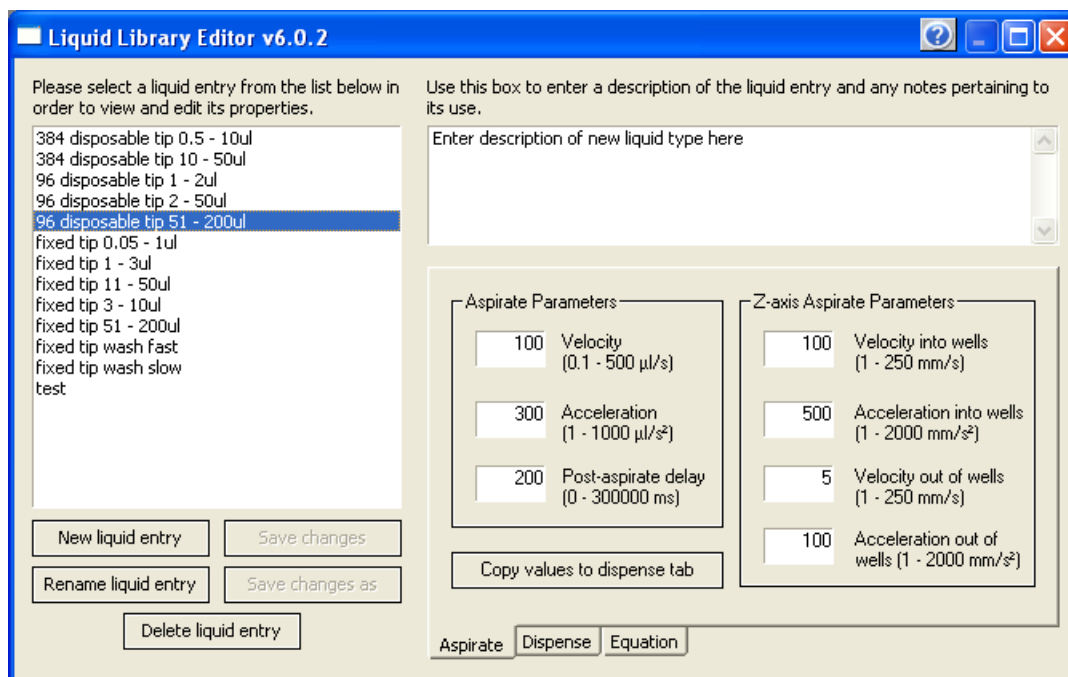 Liquid Library Editor v6.0.2
Please select a liquid entry from the list below in
order to view and edit its properties.
384 disposable tip 0.5 - 10ul
384 disposable tip 10 - 50ul
96 disposable tip 1 - 2ul
96 disposable tip 2 - 50ul
96 disposable tip 51 - 200ul
fixed tip 0.05 - 1ul
fixed tip 1 - 3ul
fixed tip 11 - 50ul
fixed tip 3 - 10ul
fixed tip 51 - 200ul
fixed tip wash fast
fixed tip wash slow
test
New liquid entry
Save changes
Rename liquid entry
Save changes as
Delete liquid entry
Use this box to enter a description of the liquid entry and any notes pertaining to
its use.
Enter description of new liquid type here
Aspirate Parameters
100 Velocity
(0.1 - 500 µl/s)
300 Acceleration
(1 - 1000 µl/s²)
200 Post-aspirate delay
(0 - 300000 ms)
Copy values to dispense tab
Z-axis Aspirate Parameters
100 Velocity into wells
(1 - 250 mm/s)
500 Acceleration into wells
(1 - 2000 mm/s²)
5 Velocity out of wells
(1 - 250 mm/s)
100 Acceleration out of
wells (1 - 2000 mm/s²)
Aspirate Dispense Equation